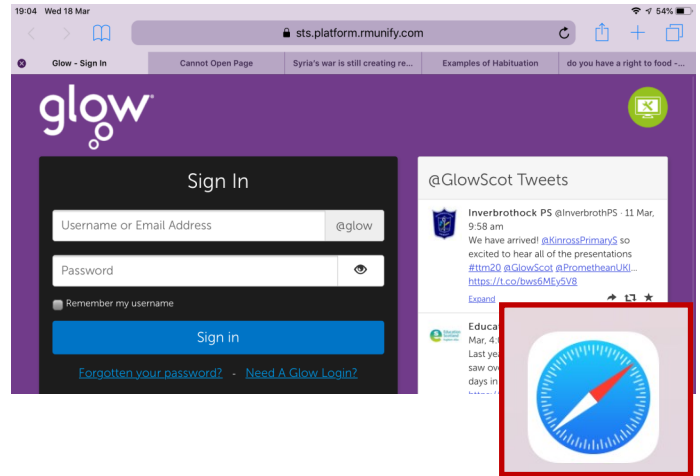 19:04 Wed 18 Mar
54%
sts.platform.rmunify.com
Glow - Sign In
Cannot Open Page
Syria's war is still creating re...
Examples of Habituation
do you have a right to food -...
glow
Sign In
Username or Email Address
@glow
Password
Remember my username
Sign in
Forgotten your password? - Need A Glow Login?
@GlowScot Tweets
Inverbrothock PS @InverbrothPS · 11 Mar,
9:58 am
We have arrived! @KinrossPrimaryS so
excited to hear all of the presentations
#ttm20 @GlowScot @PrometheanUKI...
https://t.co/bws6MEy5V8
Expand
Educat
Mar, 4:
Last yea
saw ove
days in